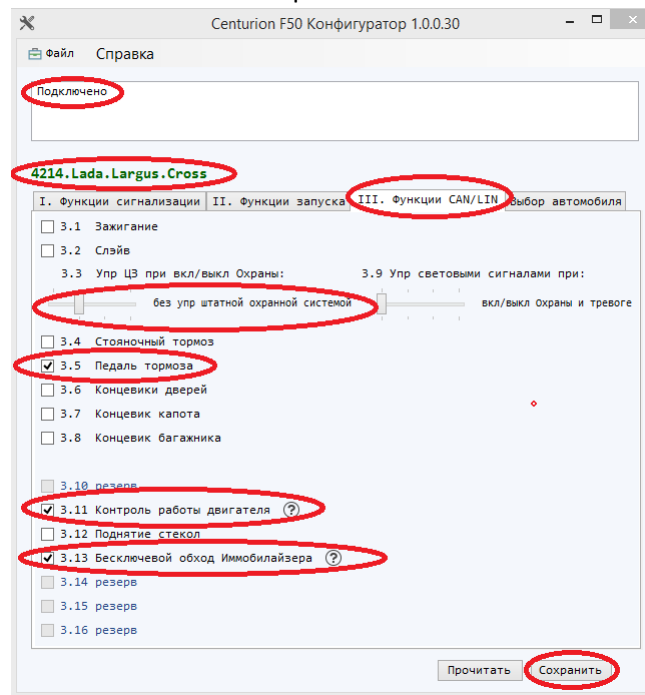 Centurion F50 Конфигуратор 1.0.0.30
Файл Справка
Подключено
4214.Lada.Largus.Cross
I. Функции сигнализации II. Функции запуска III. Функции CAN/LIN Выбор автомобиля
3.1 Зажигание
3.2 Слэйв
3.3 Упр ЦЗ при вкл/выкл Охраны: 3.9 Упр световыми сигналами при:
без упр штатной охранной системой вкл/выкл Охраны и тревоге
3.4 Стояночный тормоз
3.5 Педаль тормоза
3.6 Концевики дверей
3.7 Концевик капота
3.8 Концевик багажника
3.10 резерв
3.11 Контроль работы двигателя ?
3.12 Поднятие стекол
3.13 Бесключевой обход Иммобилайзера ?
3.14 резерв
3.15 резерв
3.16 резерв
Прочитать Сохранить